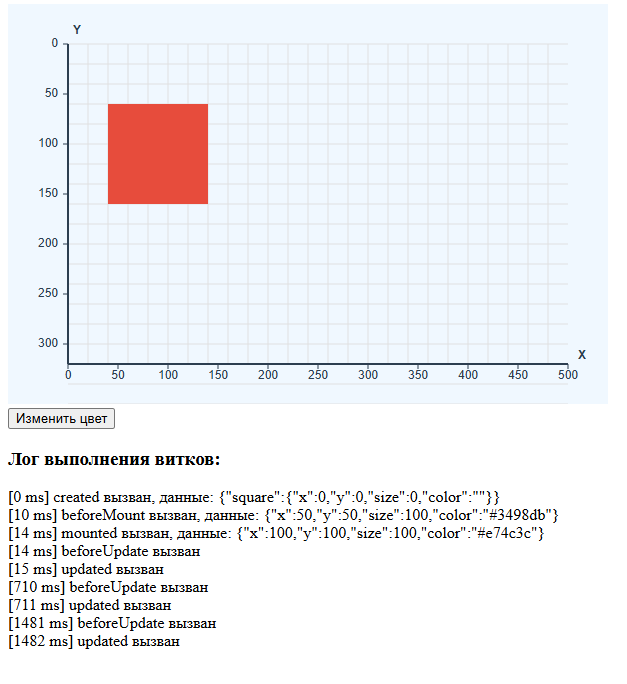 Y
0
50
100
150
200
250
300
X
0 50 100 150 200 250 300 350 400 450 500
Изменить цвет
Лог выполнения витков:
[0 ms] created вызван, данные: {"square":{"x":0,"y":0,"size":0,"color":""}}
[10 ms] beforeMount вызван, данные: {"x":50,"y":50,"size":100,"color":"#3498db"}
[14 ms] mounted вызван, данные: {"x":100,"y":100,"size":100,"color":"#e74c3c"}
[14 ms] beforeUpdate вызван
[15 ms] updated вызван
[710 ms] beforeUpdate вызван
[711 ms] updated вызван
[1481 ms] beforeUpdate вызван
[1482 ms] updated вызван